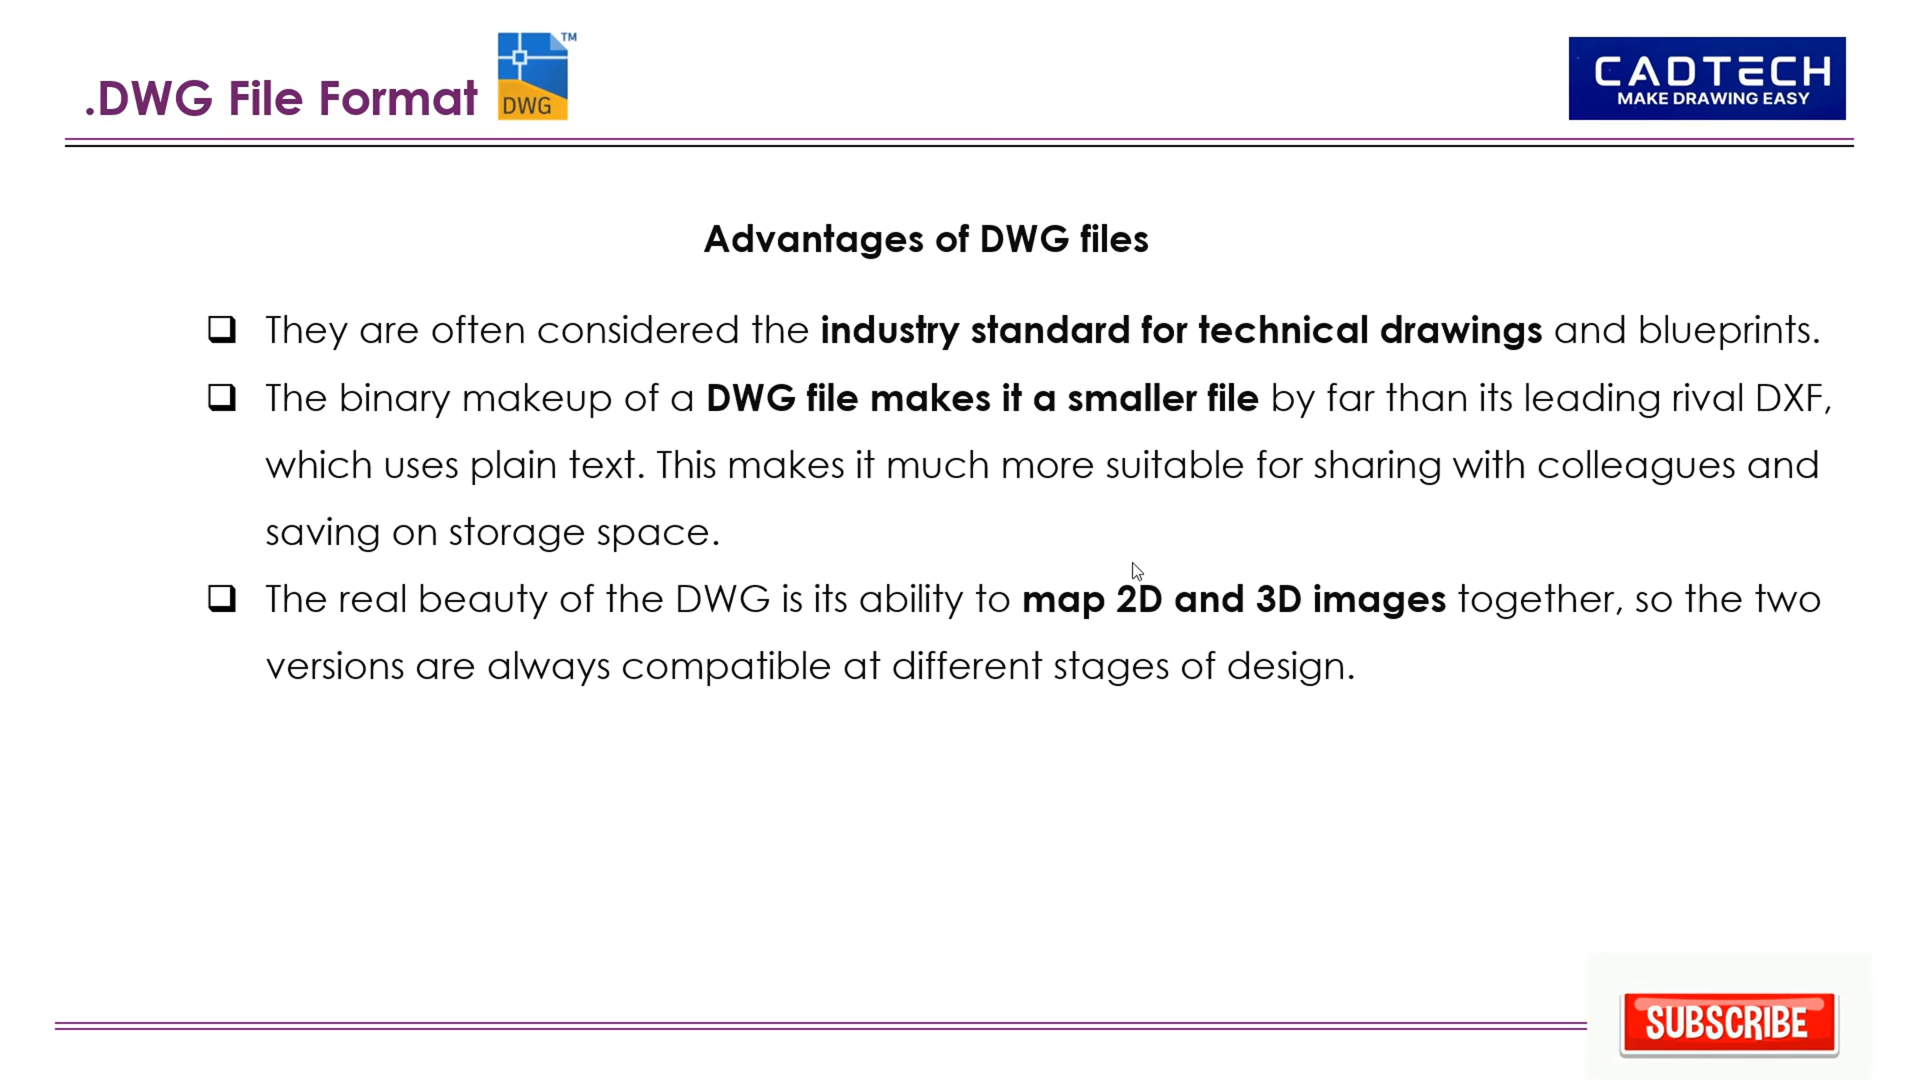 .DWG File Format
TM
DWG
CADTECH
MAKE DRAWING EASY
Advantages of DWG files
They are often considered the industry standard for technical drawings and blueprints.
The binary makeup of a DWG file makes it a smaller file by far than its leading rival DXF,
which uses plain text. This makes it much more suitable for sharing with colleagues and
saving on storage space.
The real beauty of the DWG is its ability to map 2D and 3D images together, so the two
versions are always compatible at different stages of design.
SUBSCRIBE